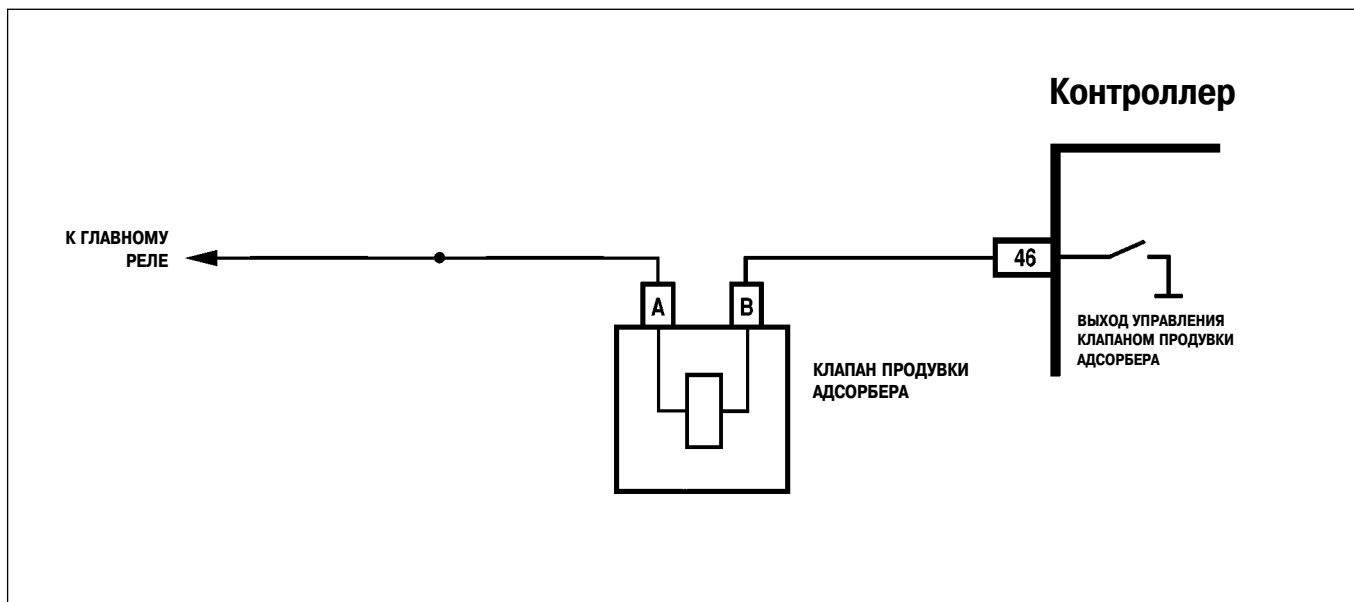 Контроллер
К ГЛАВНОМУ
РЕЛЕ
46
A
B
ВЫХОД УПРАВЛЕНИЯ
КЛАПАНОМ ПРОДУВКИ
АДСОРБЕРА
КЛАПАН ПРОДУВКИ
АДСОРБЕРА